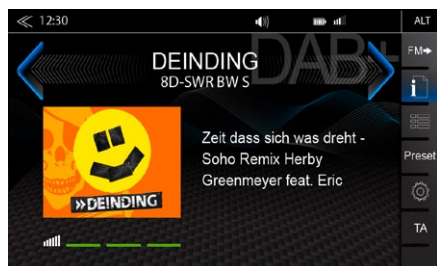 12:30
ALT
DAB+
DEINDING
8D-SWR BW S
FM
i
Zeit dass sich was dreht -
Soho Remix Herby
Greenmeyer feat. Eric
»DEINDING
Preset
TA